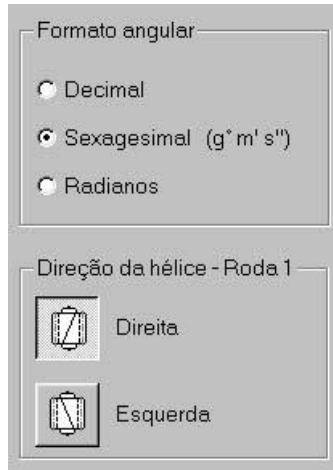 Formato angular
Decimal
Sexagesimal (g° m' s'')
Radianos
Direção da hélice - Roda 1
Direita
Esquerda